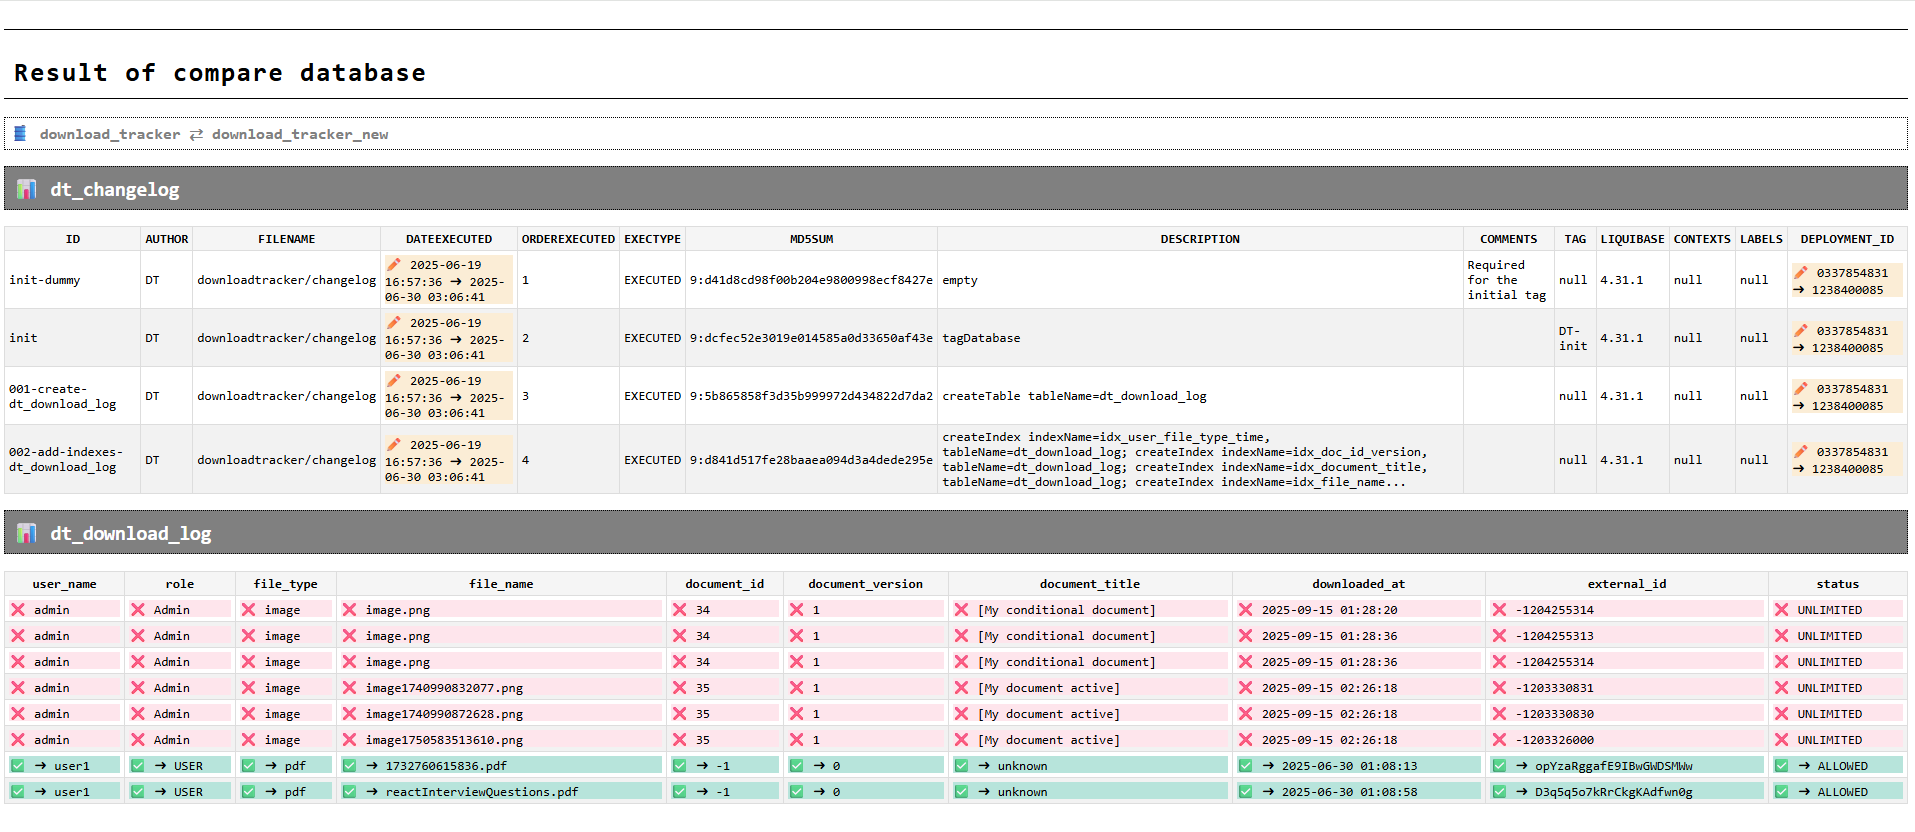 Result of compare database
download_tracker ⇄ download_tracker_new
dt_changelog
ID AUTHOR FILENAME DATEEXECUTED ORDEREXECUTED EXECTYPE MD5SUM DESCRIPTION COMMENTS TAG LIQUIBASE CONTEXTS LABELS DEPLOYMENT_ID
init-dummy DT downloadtracker/changelog 2025-06-19 16:57:36 → 2025-06-30 03:06:41 1 EXECUTED 9:d41d8cd98f00b204e9800998ecf8427e empty Required for the initial tag null 4.31.1 null null 0337854831 → 1238400085
init DT downloadtracker/changelog 2025-06-19 16:57:36 → 2025-06-30 03:06:41 2 EXECUTED 9:dcfec52e3019e014585a0d33650af43e tagDatabase DT-init 4.31.1 null null 0337854831 → 1238400085
001-create-dt_download_log DT downloadtracker/changelog 2025-06-19 16:57:36 → 2025-06-30 03:06:41 3 EXECUTED 9:5b865858f3d35b999972d434822d7da2 createTable tableName=dt_download_log null 4.31.1 null null 0337854831 → 1238400085
002-add-indexes-dt_download_log DT downloadtracker/changelog 2025-06-19 16:57:36 → 2025-06-30 03:06:41 4 EXECUTED 9:d841d517fe28baaea094d3a4dede295e createIndex indexName=idx_user_file_type_time, tableName=dt_download_log; createIndex indexName=idx_doc_id_version, tableName=dt_download_log; createIndex indexName=idx_document_title, tableName=dt_download_log; createIndex indexName=idx_file_name... null 4.31.1 null null 0337854831 → 1238400085
dt_download_log
user_name role file_type file_name document_id document_version document_title downloaded_at external_id status
❌ admin ❌ Admin ❌ image ❌ image.png ❌ 34 ❌ 1 ❌ [My conditional document] ❌ 2025-09-15 01:28:20 ❌ -1204255314 ❌ UNLIMITED
❌ admin ❌ Admin ❌ image ❌ image.png ❌ 34 ❌ 1 ❌ [My conditional document] ❌ 2025-09-15 01:28:36 ❌ -1204255313 ❌ UNLIMITED
❌ admin ❌ Admin ❌ image ❌ image.png ❌ 34 ❌ 1 ❌ [My conditional document] ❌ 2025-09-15 01:28:36 ❌ -1204255314 ❌ UNLIMITED
❌ admin ❌ Admin ❌ image ❌ image1740990832077.png ❌ 35 ❌ 1 ❌ [My document active] ❌ 2025-09-15 02:26:18 ❌ -1203330831 ❌ UNLIMITED
❌ admin ❌ Admin ❌ image ❌ image1740990872628.png ❌ 35 ❌ 1 ❌ [My document active] ❌ 2025-09-15 02:26:18 ❌ -1203330830 ❌ UNLIMITED
❌ admin ❌ Admin ❌ image ❌ image1750583513610.png ❌ 35 ❌ 1 ❌ [My document active] ❌ 2025-09-15 02:26:18 ❌ -1203326000 ❌ UNLIMITED
✅ → user1 ✅ → USER ✅ → pdf ✅ → 1732760615836.pdf ✅ → -1 ✅ → 0 ✅ → unknown ✅ → 2025-06-30 01:08:13 ✅ → opYzaRggafE9IBwGWDSMWw ✅ → ALLOWED
✅ → user1 ✅ → USER ✅ → pdf ✅ → reactInterviewQuestions.pdf ✅ → -1 ✅ → 0 ✅ → unknown ✅ → 2025-06-30 01:08:58 ✅ → D3q5q5o7kRrCkgKAdfwn0g ✅ → ALLOWED